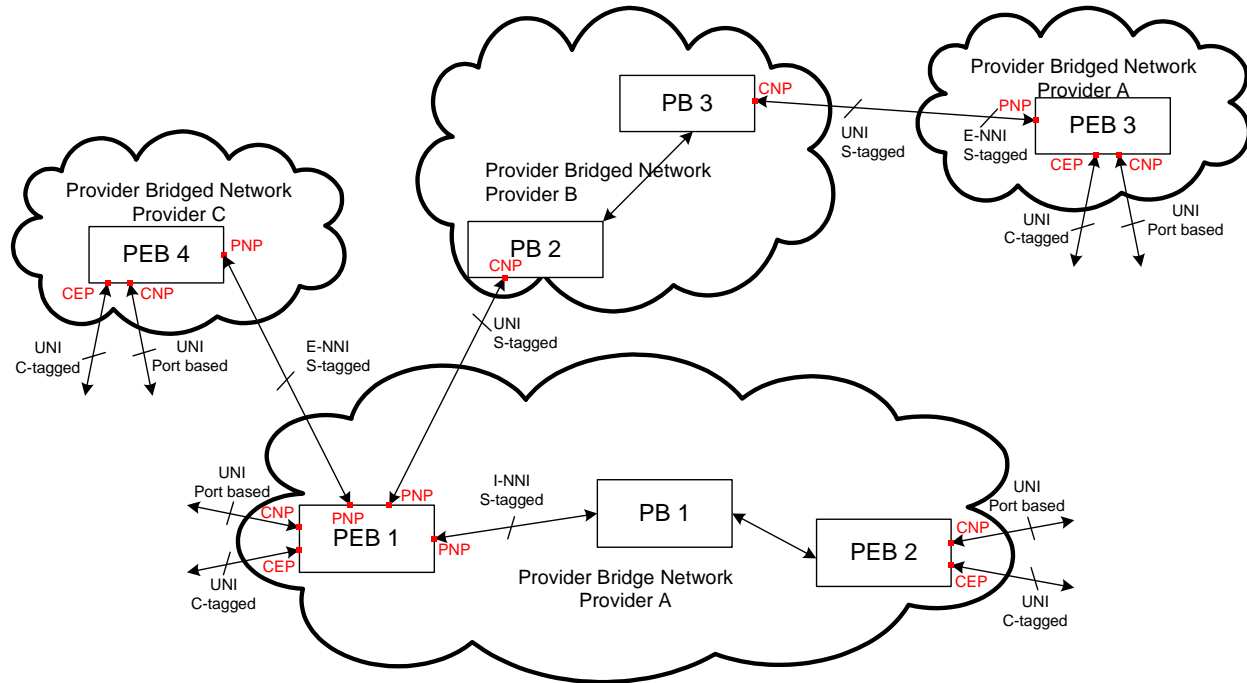 Provider Bridged Network
Provider A
PB 3
CNP
PNP
PEB 3
UNI
S-tagged
E-NNI
S-tagged
CEP
CNP
UNI
C-tagged
UNI
Port based
Provider Bridged Network
Provider B
PB 2
CNP
UNI
S-tagged
Provider Bridged Network
Provider C
PEB 4
PNP
CEP
CNP
UNI
C-tagged
UNI
Port based
E-NNI
S-tagged
UNI
Port based
CNP
PNP
PNP
PEB 1
PNP
CEP
UNI
C-tagged
I-NNI
S-tagged
PB 1
Provider Bridge Network
Provider A
PEB 2
CNP
CEP
UNI
Port based
UNI
C-tagged